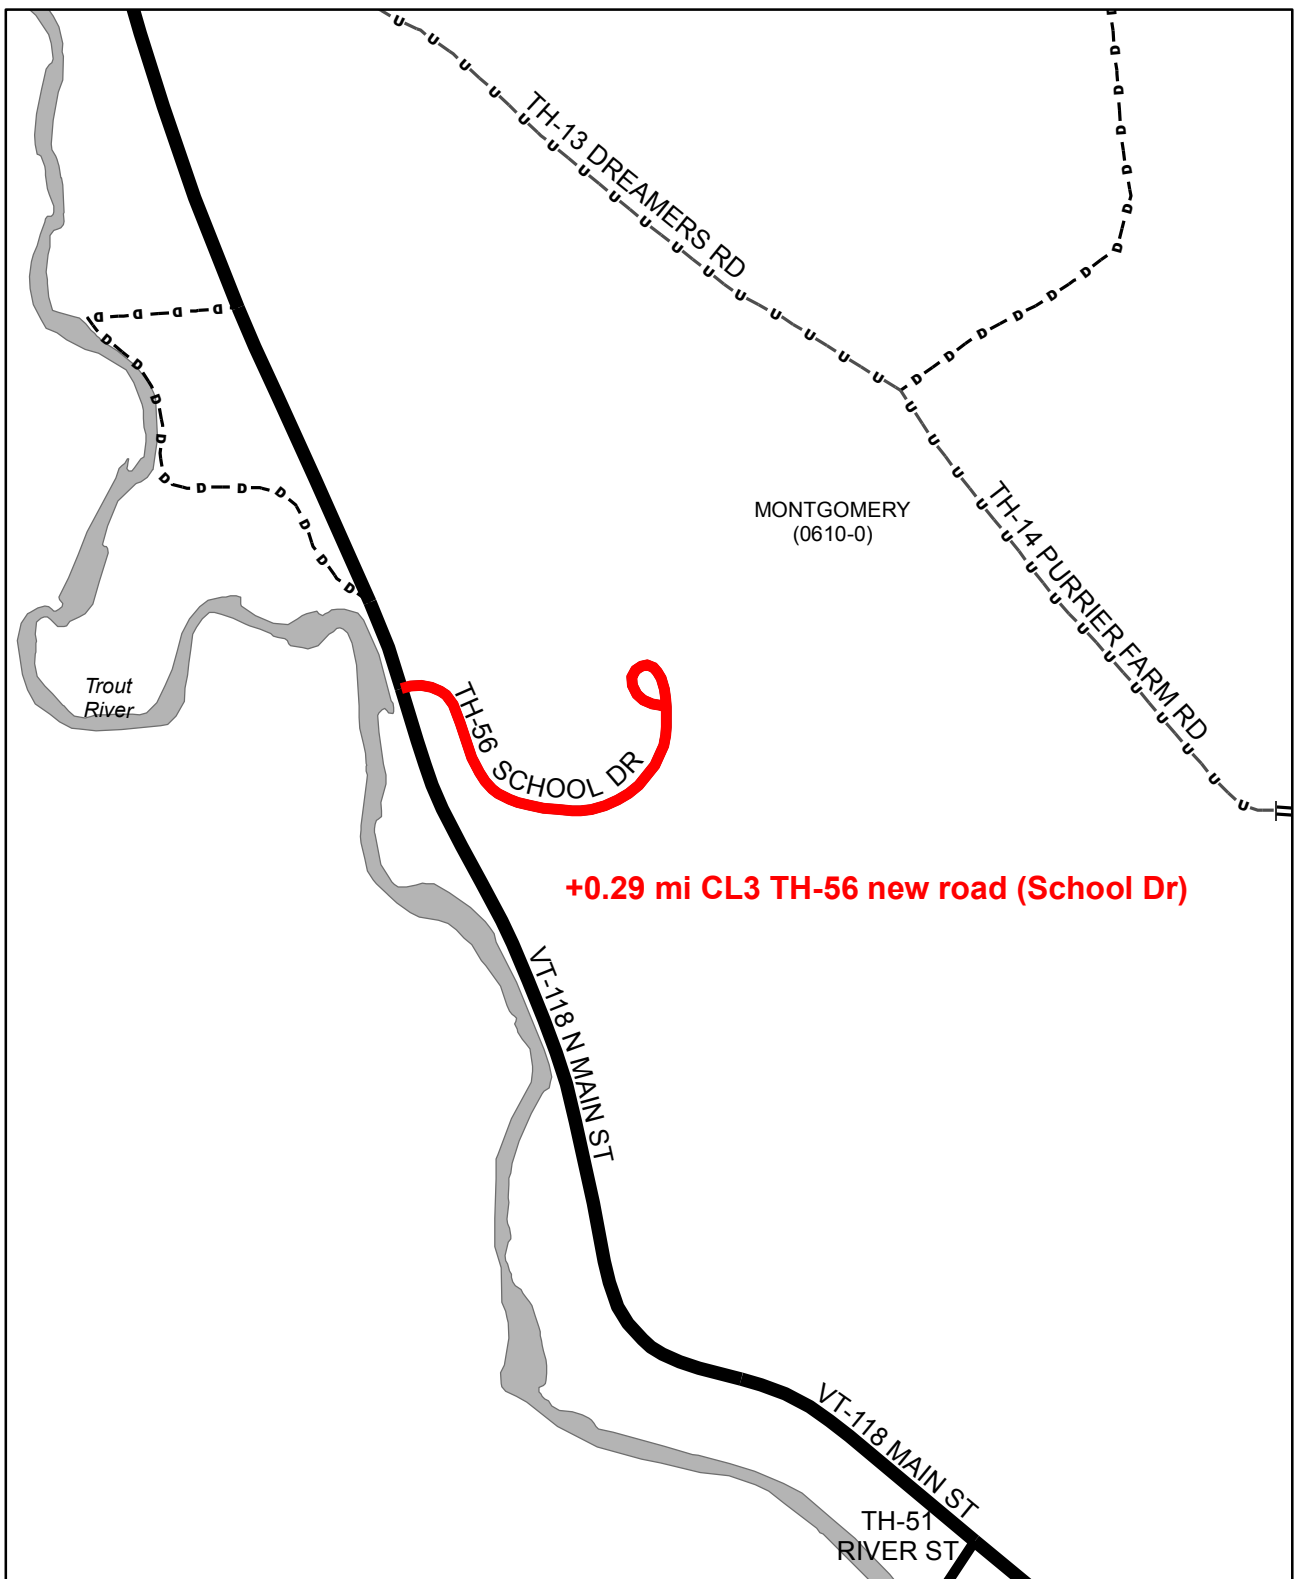 TH-13 DREAMERS RD
MONTGOMERY
(0610-0)
TH-14 PURRIER FARM RD
Trout
River
TH-56 SCHOOL DR
+0.29 mi CL3 TH-56 new road (School Dr)
VT-118 N MAIN ST
VT-118 MAIN ST
TH-51
RIVER ST